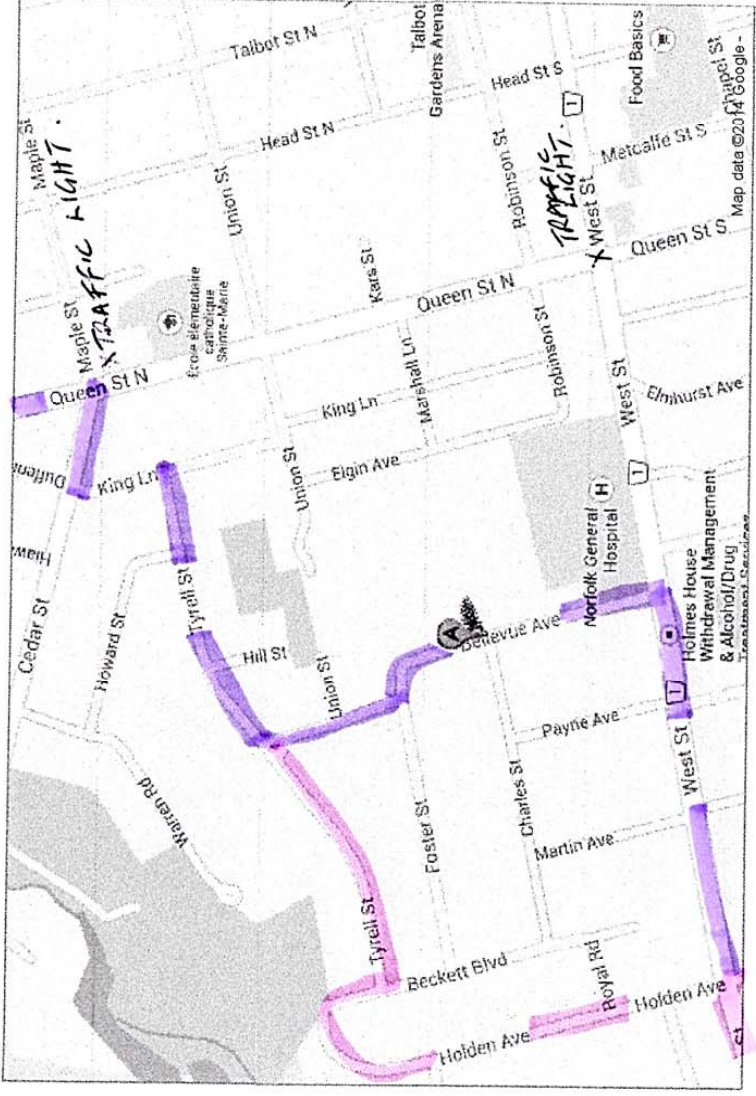 Talbot St N
Talbot
Gardens Arena
Food Basics
Chapel St
Maple St
Head St N
Head St S
1
Metcalfe St S
TRAFFIC LIGHT.
Union St
Robinson St
TRAFFIC
LIGHT.
X West St
Queen St S
Map data ©2014 Google -
Maple St
X
École élémentaire
catholique
Sainte-Marie
Kars St
Queen St N
Queen St N
King Ln
Marshall Ln
Robinson St
West St
Elmhurst Ave
King Ln
Union St
Elgin Ave
1
Norfolk General
Hospital
H
Cedar St
Howard St
Tyrell St
Hill St
Union St
A
Bellevue Ave
Holmes House
Withdrawal Management
& Alcohol/Drug
1
Payne Ave
West St
Warren Rd
Foster St
Charles St
Martin Ave
Tyrell St
Beckett Blvd
Royal Rd
Holden Ave
Holden Ave
St